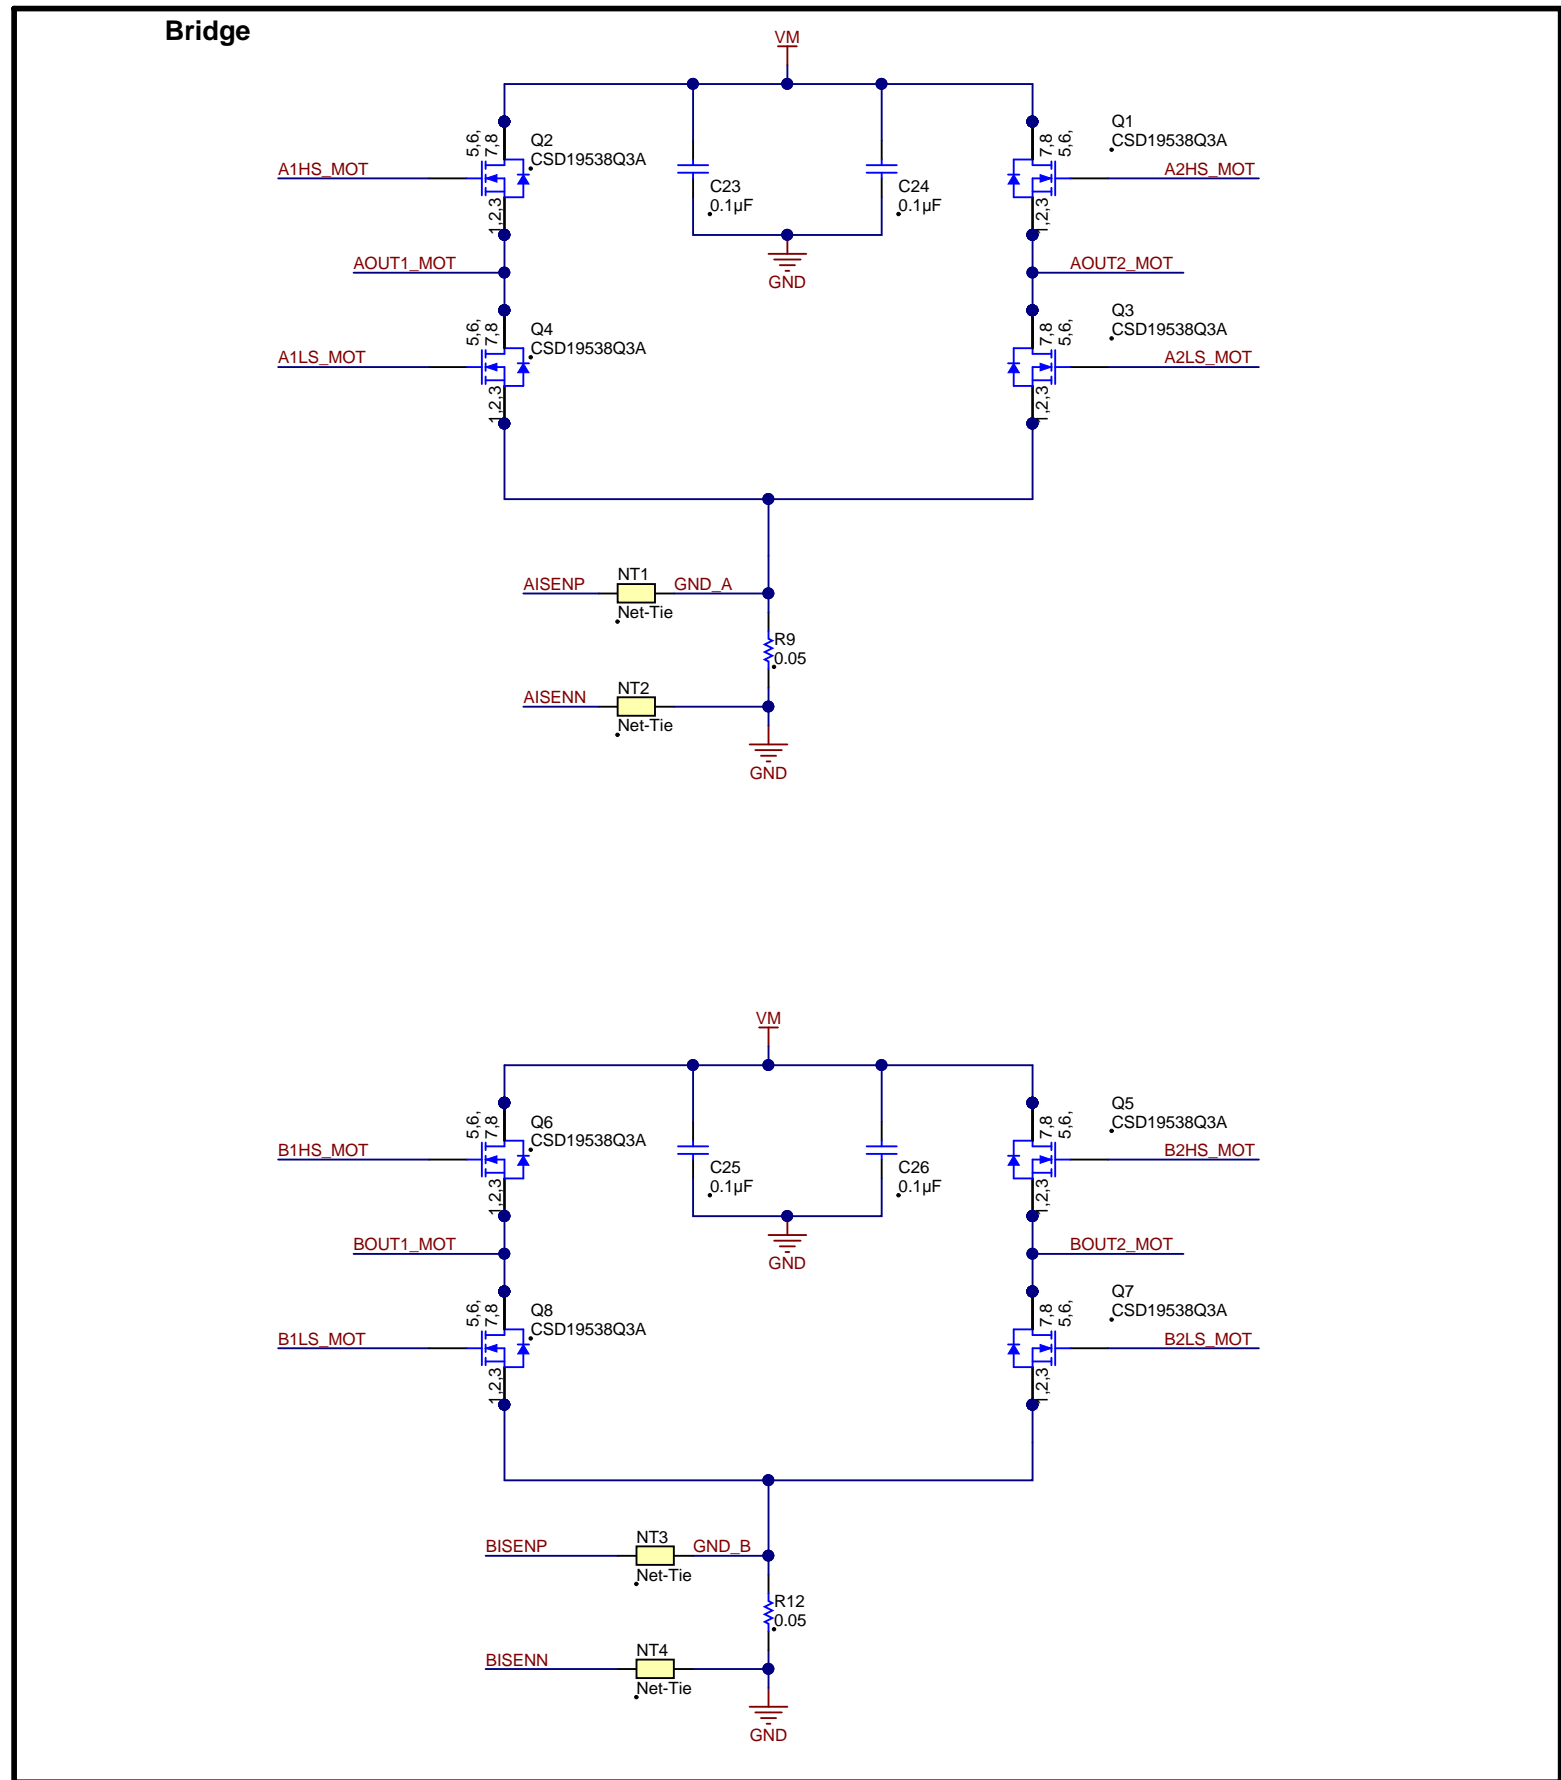 Bridge
VM
Q2
CSD19538Q3A
5,6,
7,8
1,2,3
A1HS_MOT
C23
0.1µF
C24
0.1µF
Q1
CSD19538Q3A
7,8
5,6,
1,2,3
A2HS_MOT
AOUT1_MOT
GND
AOUT2_MOT
Q4
CSD19538Q3A
5,6,
7,8
1,2,3
A1LS_MOT
Q3
CSD19538Q3A
7,8
5,6,
1,2,3
A2LS_MOT
AISENP
NT1
Net-Tie
GND_A
R9
0.05
AISENN
NT2
Net-Tie
GND
VM
Q6
CSD19538Q3A
5,6,
7,8
1,2,3
B1HS_MOT
C25
0.1µF
C26
0.1µF
Q5
CSD19538Q3A
7,8
5,6,
1,2,3
B2HS_MOT
BOUT1_MOT
GND
BOUT2_MOT
Q8
CSD19538Q3A
5,6,
7,8
1,2,3
B1LS_MOT
Q7
CSD19538Q3A
7,8
5,6,
1,2,3
B2LS_MOT
BISENP
NT3
Net-Tie
GND_B
R12
0.05
BISENN
NT4
Net-Tie
GND